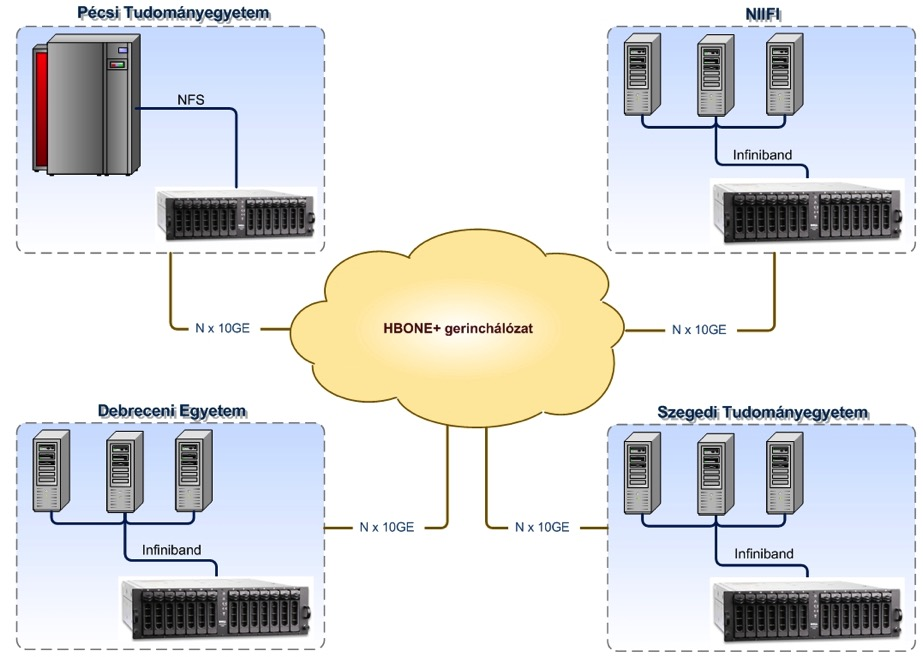 Pécsi Tudományegyetem
NIIFI
NFS
Infiniband
HBONE+ gerinchálózat
N x 10GE
N x 10GE
Debreceni Egyetem
Szegedi Tudományegyetem
N x 10GE
N x 10GE
Infiniband
Infiniband